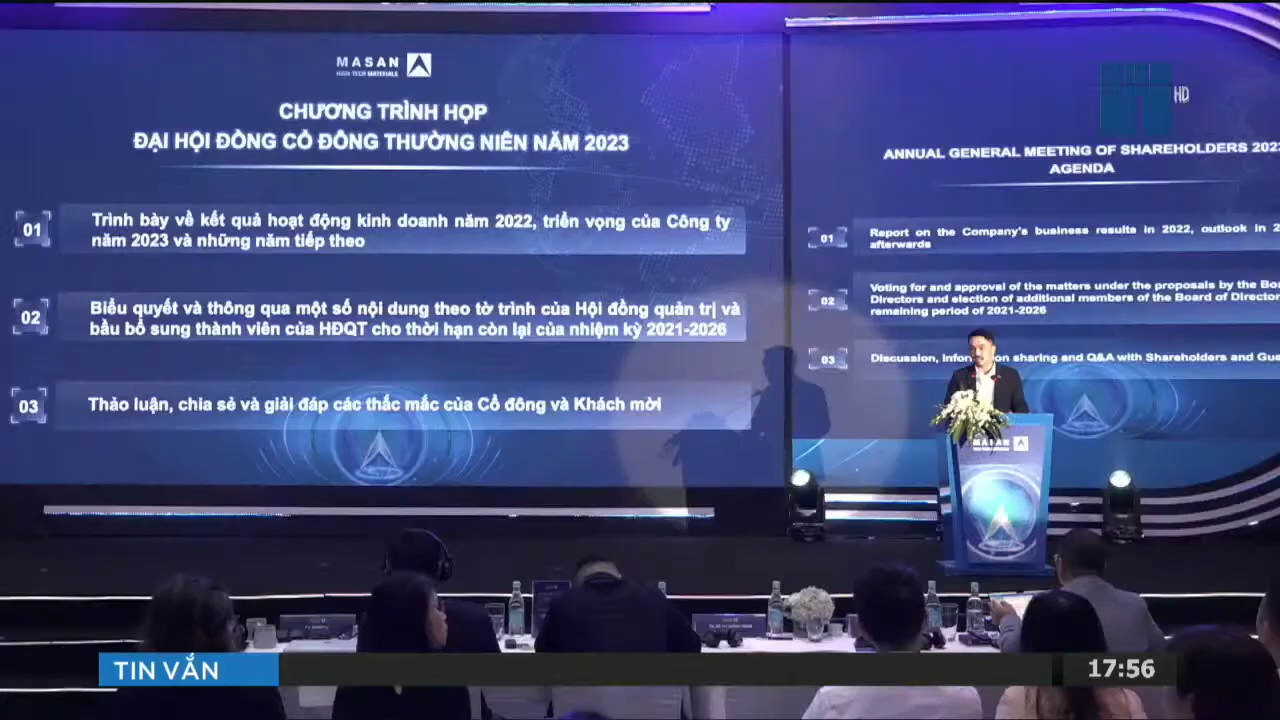 MASAN
HIGH-TECH MATERIALS
CHƯƠNG TRÌNH HỌP
ĐẠI HỘI ĐỒNG CỔ ĐÔNG THƯỜNG NIÊN NĂM 2023
01
Trình bày về kết quả hoạt động kinh doanh năm 2022, triển vọng của Công ty
năm 2023 và những năm tiếp theo
02
Biểu quyết và thông qua một số nội dung theo tờ trình của Hội đồng quản trị và
bầu bổ sung thành viên của HĐQT cho thời hạn còn lại của nhiệm kỳ 2021-2026
03
Thảo luận, chia sẻ và giải đáp các thắc mắc của Cổ đông và Khách mời
HD
ANNUAL GENERAL MEETING OF SHAREHOLDERS 202
AGENDA
01
Report on the Company's business results in 2022, outlook in 2
afterwards
02
Voting for and approval of the matters under the proposals by the Boa
Directors and election of additional members of the Board of Director
remaining period of 2021-2026
03
Discussion, information sharing and Q&A with Shareholders and Gue
MASAN
TIN VẮN
17:56